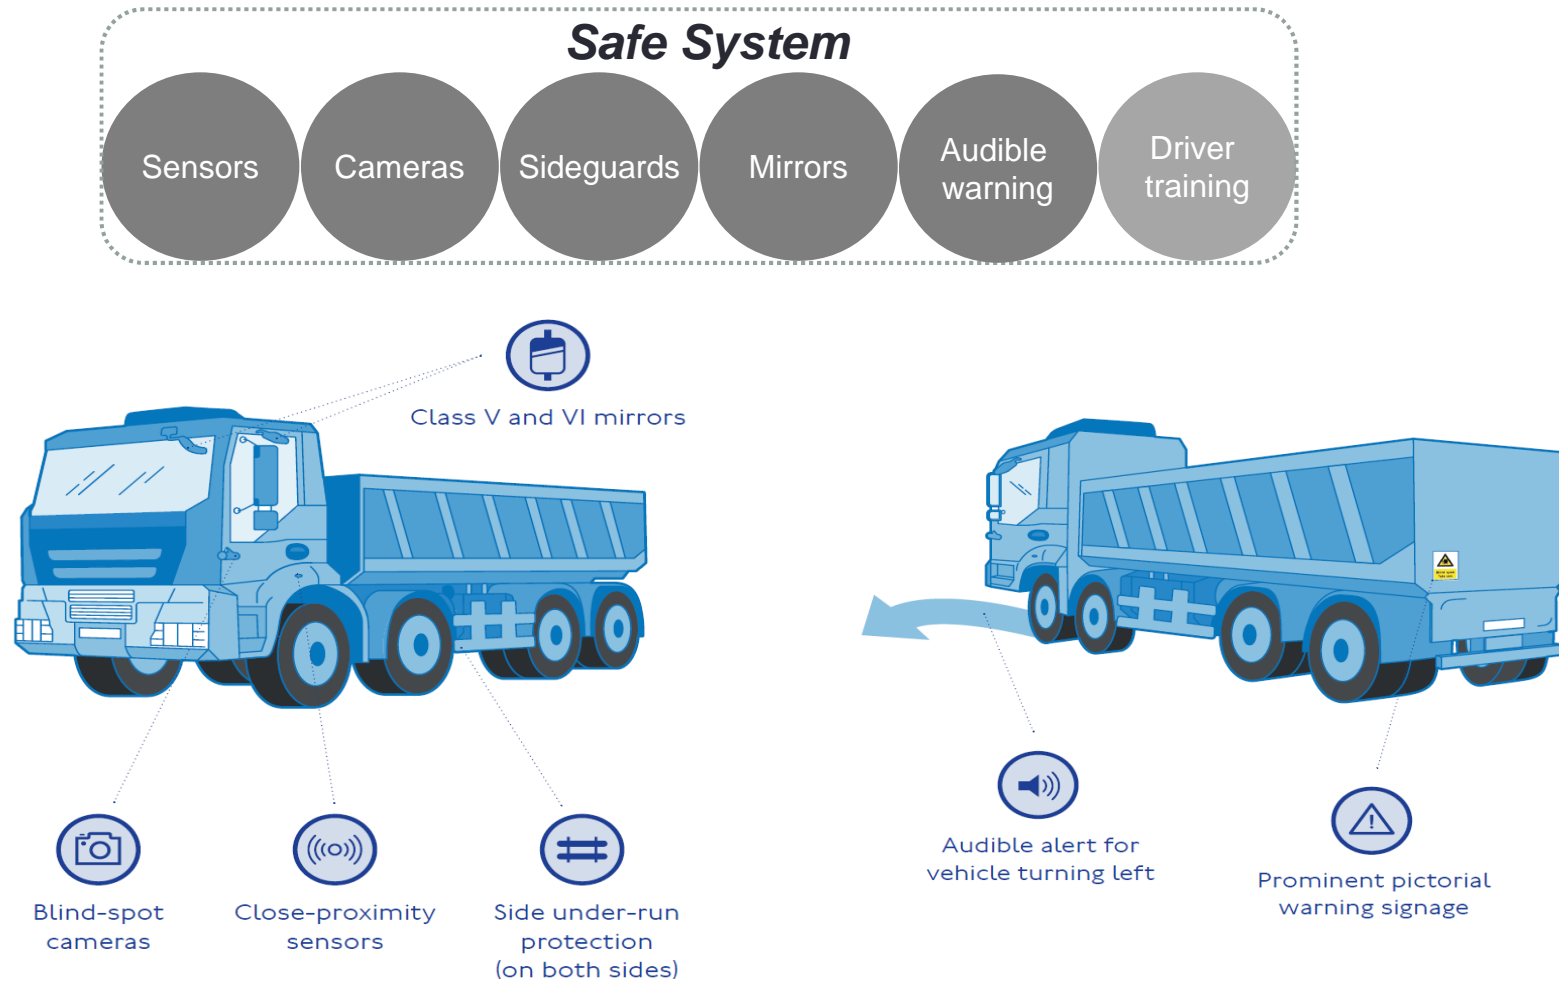 Safe System
Sensors
Cameras
Sideguards
Mirrors
Audible
warning
Driver
training
Class V and VI mirrors
Blind-spot
cameras
Close-proximity
sensors
Side under-run
protection
(on both sides)
Audible alert for
vehicle turning left
Prominent pictorial
warning signage